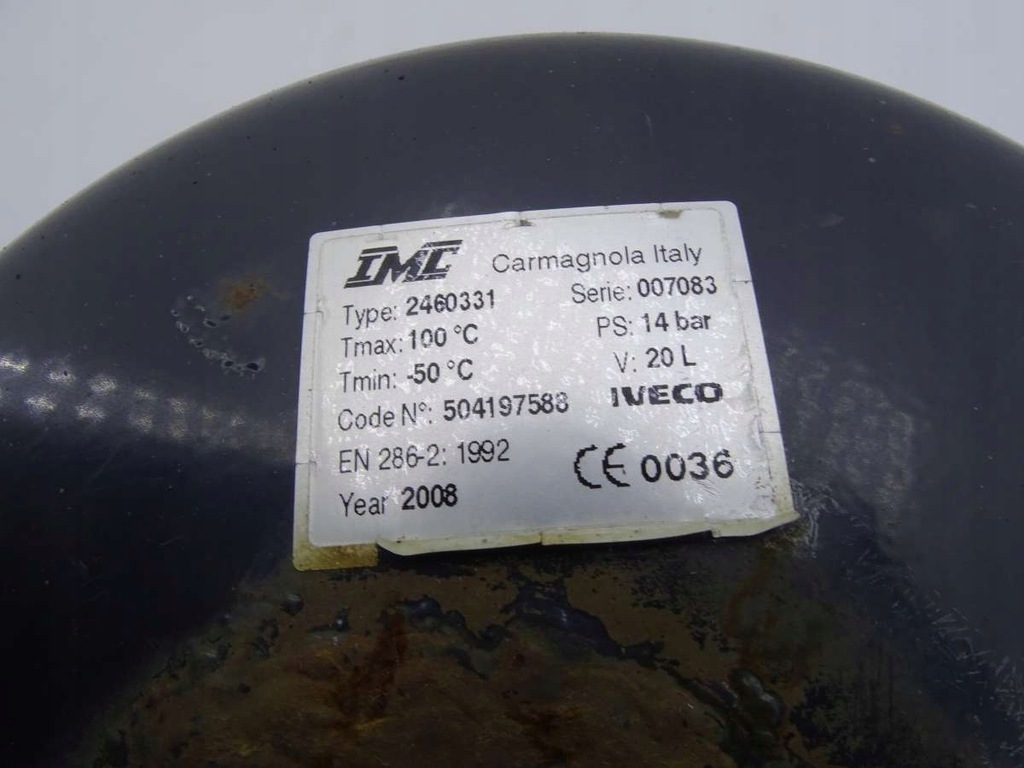 IMC Carmagnola Italy
Type: 2460331 Serie: 007083
Tmax: 100 °C PS: 14 bar
Tmin: -50 °C V: 20 L
Code N°: 504197588 IVECO
EN 286-2: 1992 CE 0036
Year 2008